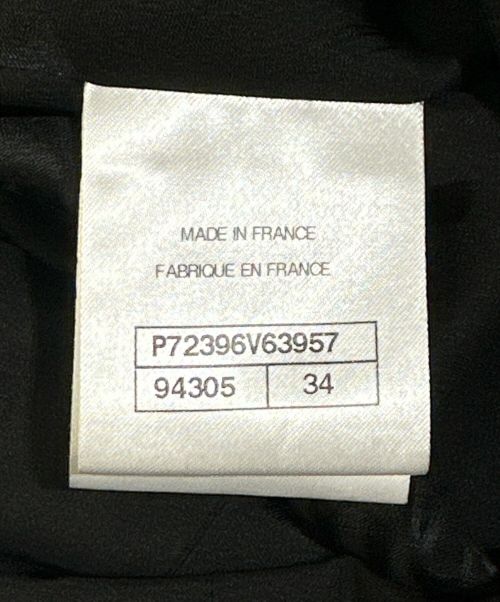 MADE IN FRANCE
FABRIQUE EN FRANCE
P72396V63957
94305 34